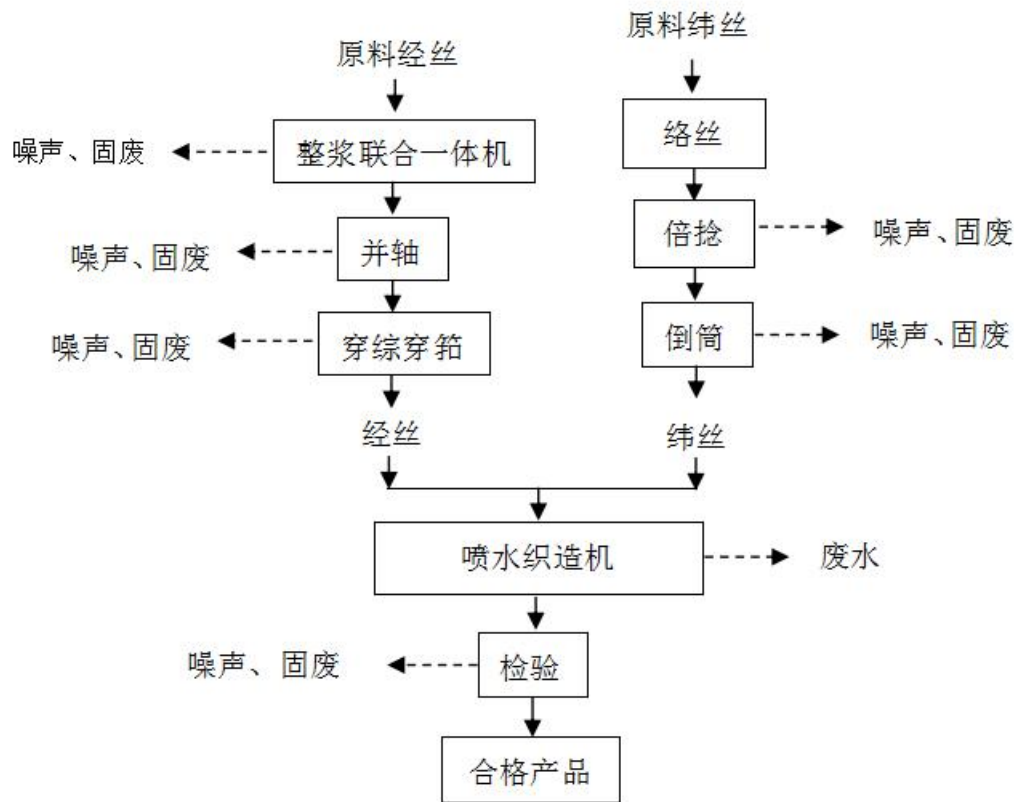 原料经丝
原料纬丝
噪声、固废
整浆联合一体机
络丝
噪声、固废
并轴
倍捻
噪声、固废
噪声、固废
穿综穿筘
倒筒
噪声、固废
经丝
纬丝
喷水织造机
废水
噪声、固废
检验
合格产品